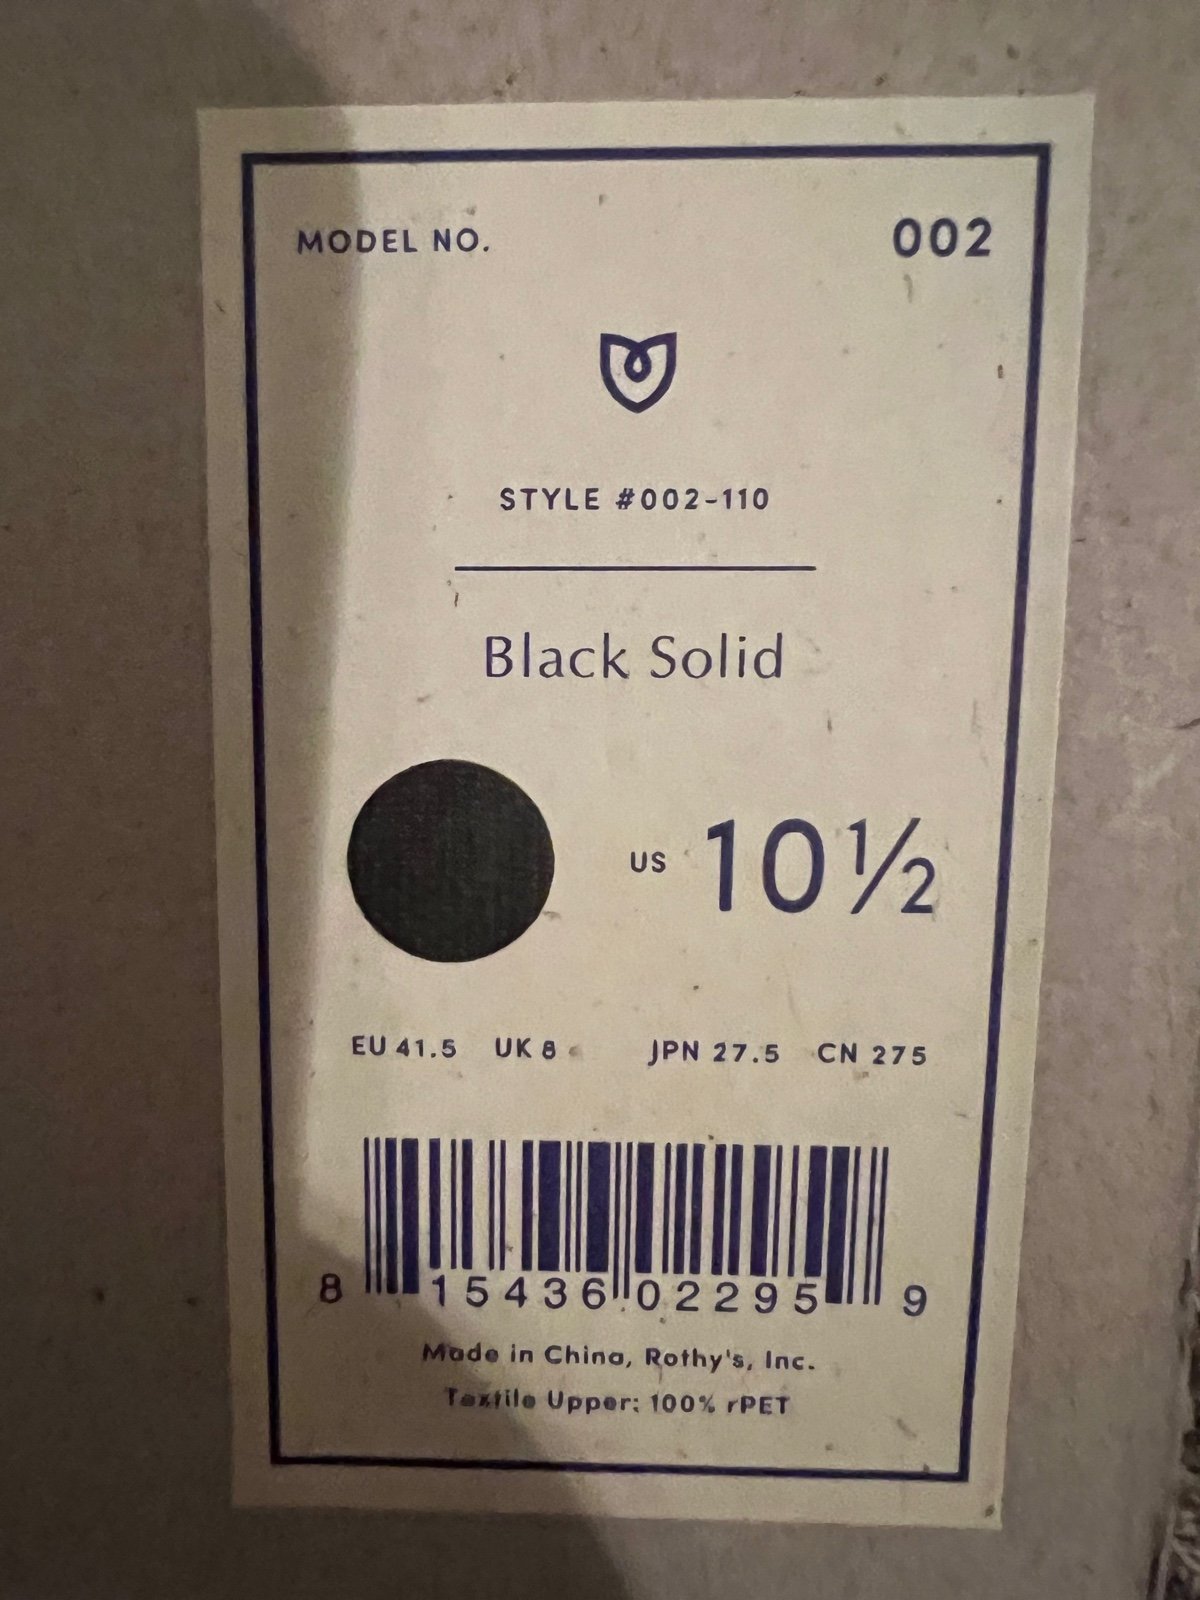 MODEL NO. 002
STYLE #002-110
Black Solid
US 10½
EU 41.5 UK 8 JPN 27.5 CN 275
8 15436 02295 9
Made in China, Rothy's, Inc.
Textile Upper: 100% rPET